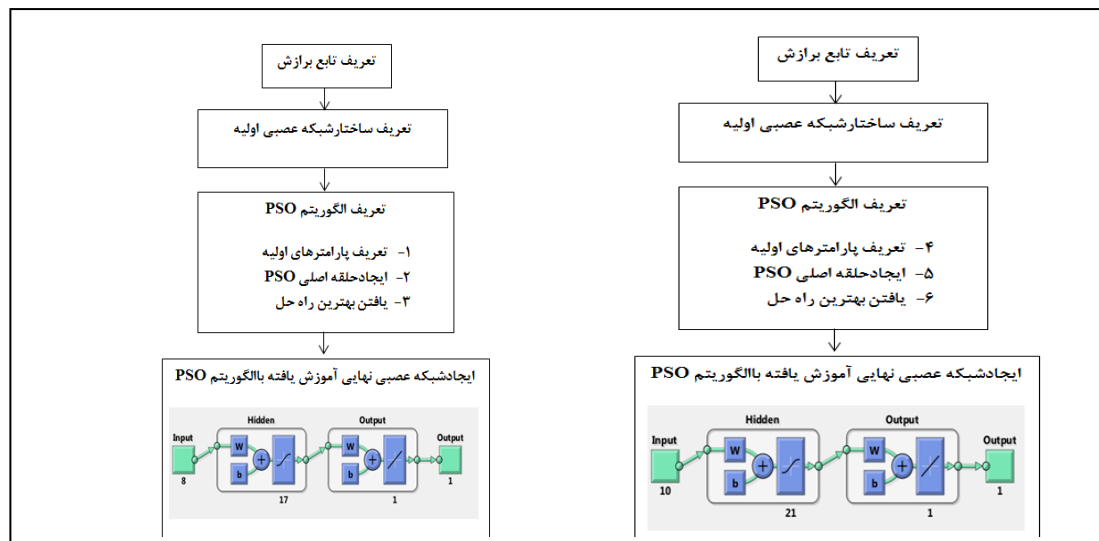 تعریف تابع برازش
تعریف ساختارشبکه عصبی اولیه
تعریف الگوریتم PSO
۱- تعریف پارامترهای اولیه
۲- ایجادحلقه اصلی PSO
۳- یافتن بهترین راه حل
ایجادشبکه عصبی نهایی آموزش یافته باالگوریتم PSO
Hidden
Output
Input
W
W
Output
b
b
8
17
1
1
تعریف تابع برازش
تعریف ساختارشبکه عصبی اولیه
تعریف الگوریتم PSO
۴- تعریف پارامترهای اولیه
۵- ایجادحلقه اصلی PSO
۶- یافتن بهترین راه حل
ایجادشبکه عصبی نهایی آموزش یافته باالگوریتم PSO
Hidden
Output
Input
W
W
Output
b
b
10
21
1
1